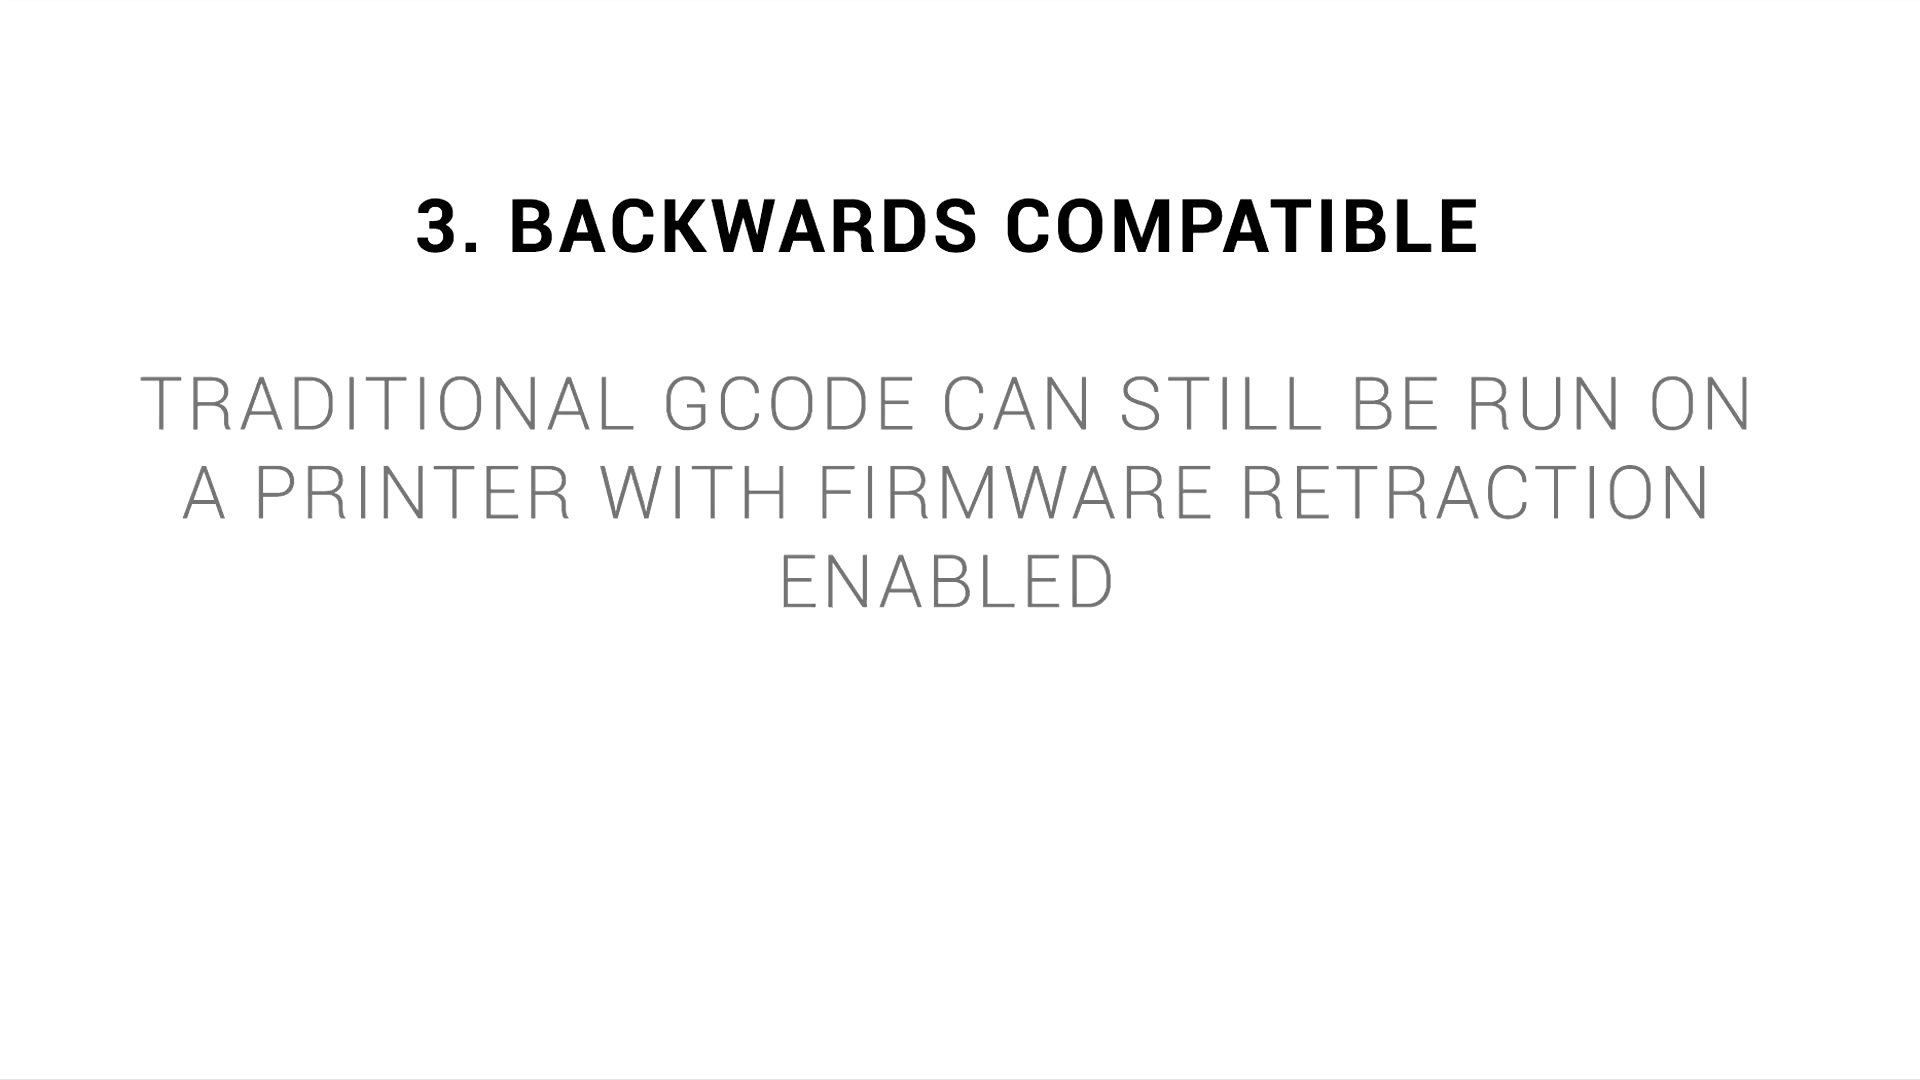 3. BACKWARDS COMPATIBLE
TRADITIONAL GCODE CAN STILL BE RUN ON
A PRINTER WITH FIRMWARE RETRACTION
ENABLED